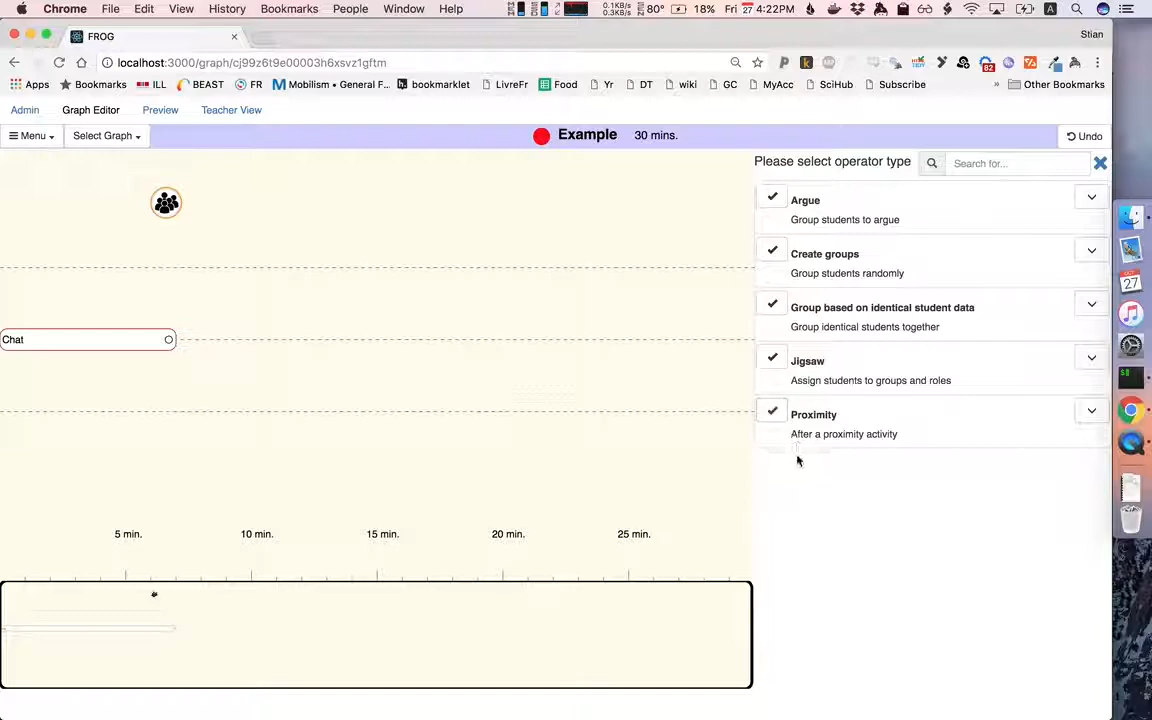 Chrome File Edit View History Bookmarks People Window Help 0.1KB/s 0.3KB/s 80° 18% Fri 27 4:22PM
FROG Stian
localhost:3000/graph/cj99z6t9e00003h6xsvz1gftm
Apps Bookmarks ILL BEAST FR Mobilism • General F... bookmarklet LivreFr Food Yr DT wiki GC MyAcc SciHub Subscribe » Other Bookmarks
Admin Graph Editor Preview Teacher View
Menu Select Graph Example 30 mins. Undo
Please select operator type Search for...
Argue
Group students to argue
Create groups
Group students randomly
Group based on identical student data
Group identical students together
Chat
Jigsaw
Assign students to groups and roles
Proximity
After a proximity activity
5 min. 10 min. 15 min. 20 min. 25 min.